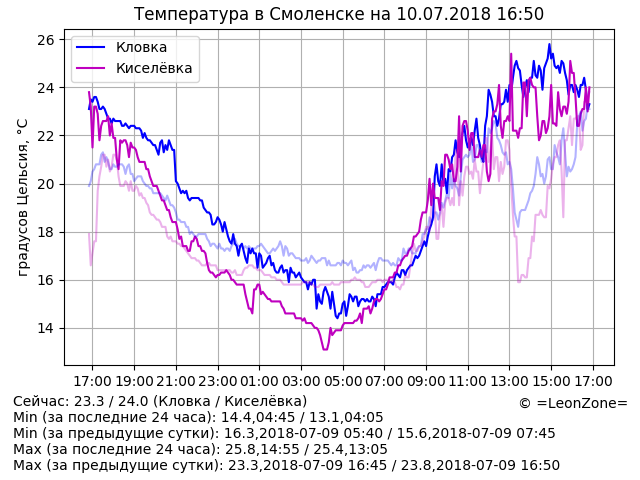 Температура в Смоленске на 10.07.2018 16:50
Кловка
Киселёвка
градусов Цельсия, °C
26
24
22
20
18
16
14
17:00 19:00 21:00 23:00 01:00 03:00 05:00 07:00 09:00 11:00 13:00 15:00 17:00
Сейчас: 23.3 / 24.0 (Кловка / Киселёвка)
© =LeonZone=
Min (за последние 24 часа): 14.4,04:45 / 13.1,04:05
Min (за предыдущие сутки): 16.3,2018-07-09 05:40 / 15.6,2018-07-09 07:45
Max (за последние 24 часа): 25.8,14:55 / 25.4,13:05
Max (за предыдущие сутки): 23.3,2018-07-09 16:45 / 23.8,2018-07-09 16:50